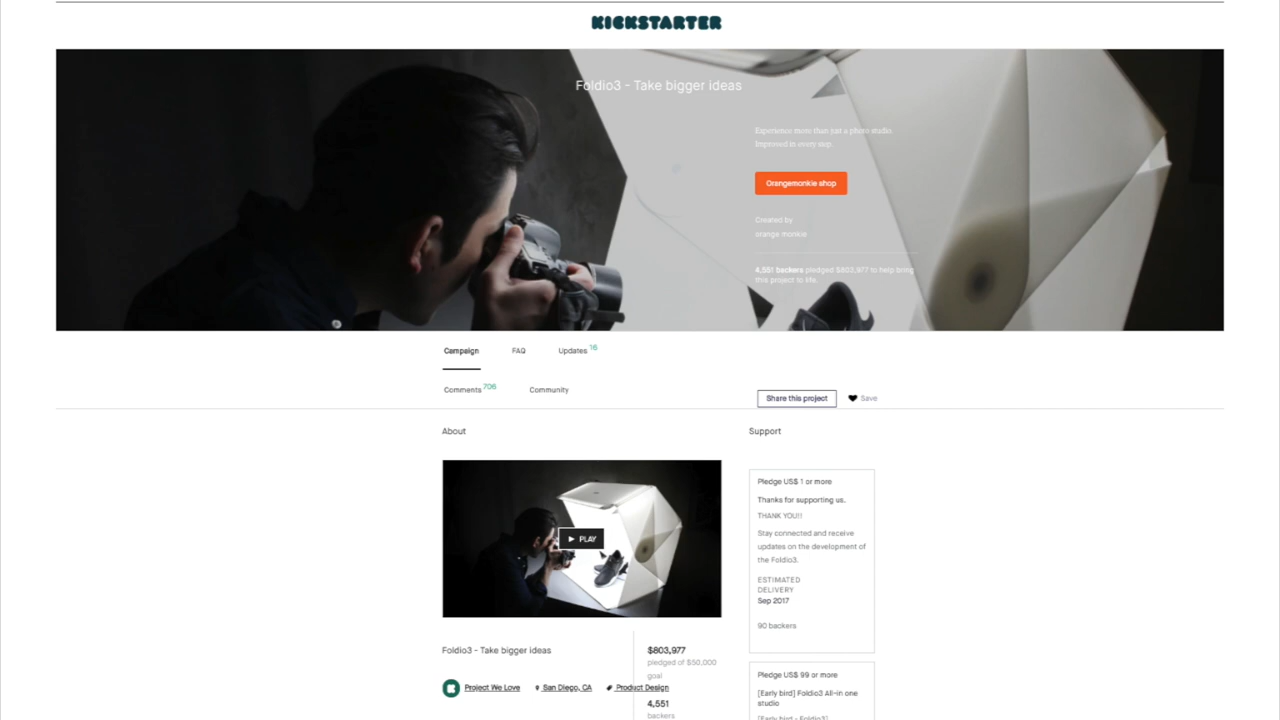 KICKSTARTER
Foldio3 - Take bigger ideas
Experience more than just a photo studio.
Impressed in every step.
Orangemonkie shop
Created by
orange monkie
4,551 backers pledged $803,977 to help bring
this project to life.
Campaign FAQ Updates 16
Comments 706 Community
Share this project Save
About
Support
PLAY
Foldio3 - Take bigger ideas
Project We Love San Diego, CA Product Design
$803,977
pledged of $50,000
goal
4,551
backers
Pledge US$ 1 or more
Thanks for supporting us.
THANK YOU!!
Stay connected and receive
updates on the development of
the Foldio3.
ESTIMATED
DELIVERY
Sep 2017
90 backers
Pledge US$ 99 or more
[Early bird] Foldio3 All-in one
studio
[Early bird - Foldio3]